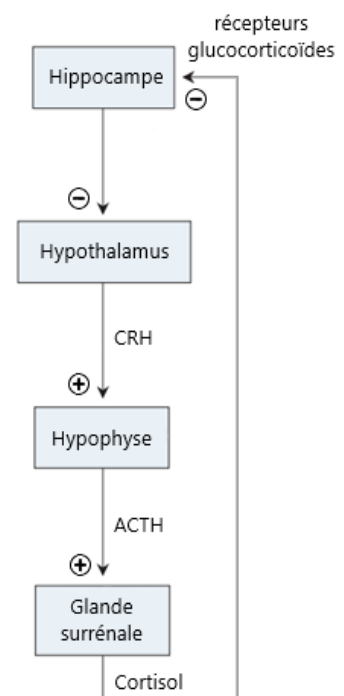 récepteurs
glucocorticoïdes
Hippocampe
⊖
⊖
Hypothalamus
CRH
⊕
Hypophyse
ACTH
⊕
Glande
surrénale
Cortisol